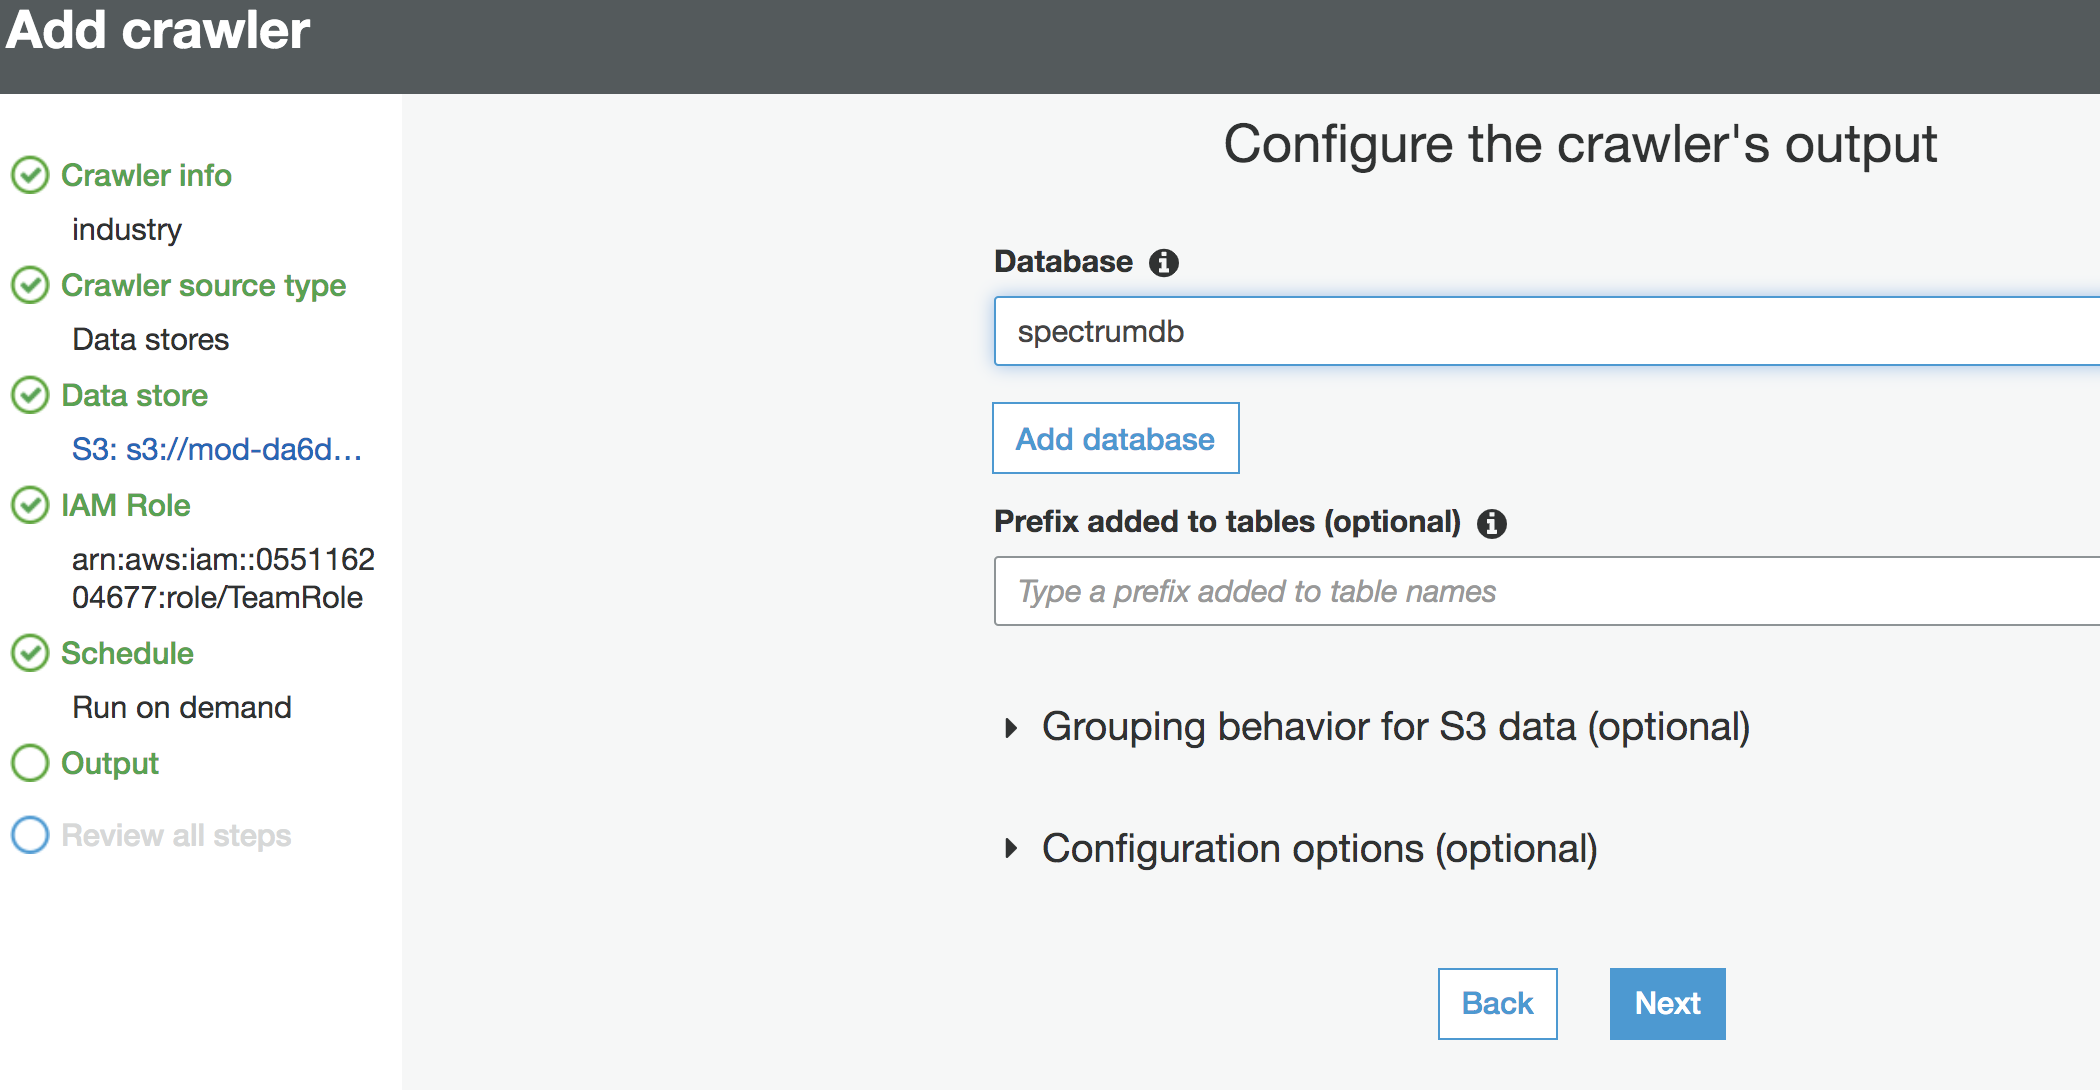 Add crawler
Crawler info
industry
Crawler source type
Data stores
Data store
S3: s3://mod-da6d...
IAM Role
arn:aws:iam::0551162
04677:role/TeamRole
Schedule
Run on demand
Output
Review all steps
Configure the crawler's output
Database
spectrumdb
Add database
Prefix added to tables (optional)
Type a prefix added to table names
Grouping behavior for S3 data (optional)
Configuration options (optional)
Back Next